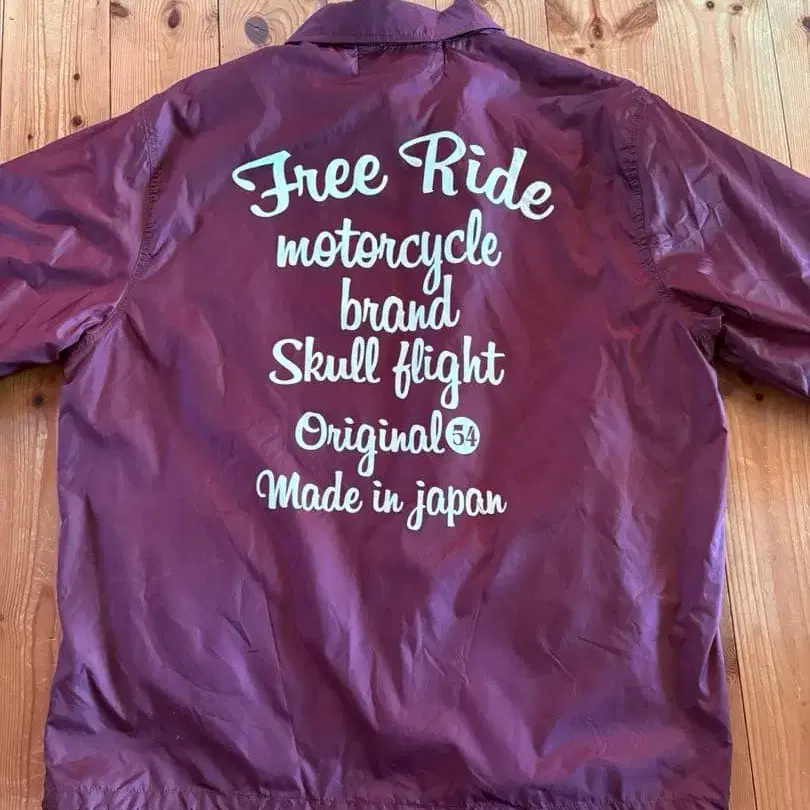 Free Ride
motorcycle
brand
Skull flight
Original 54
Made in japan